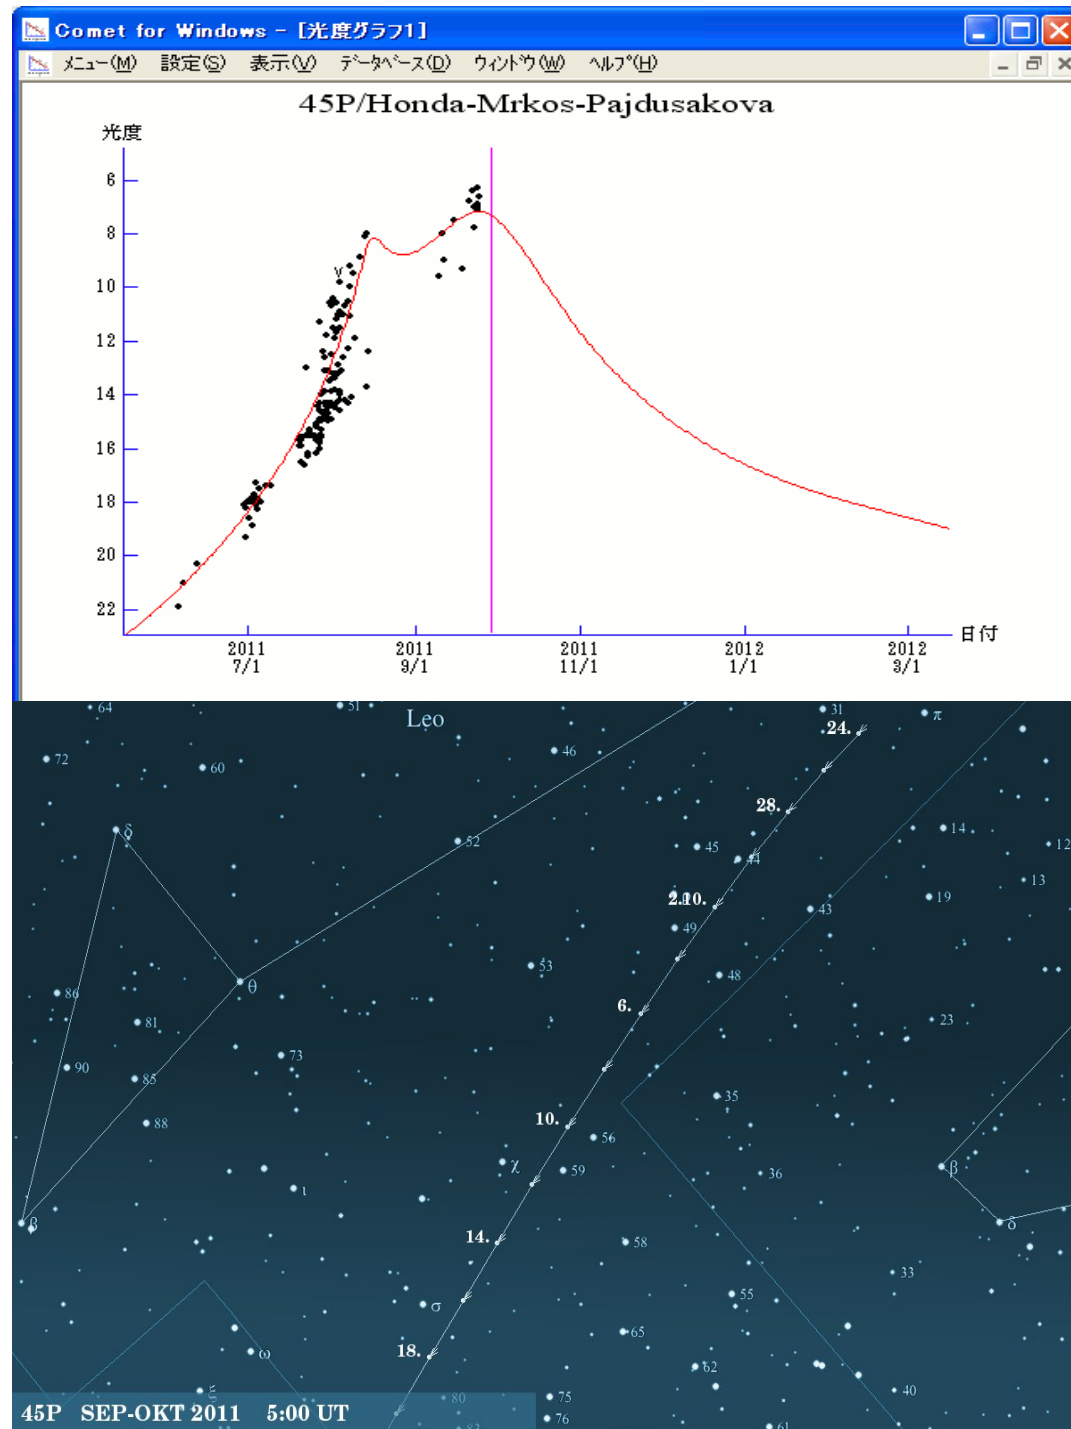 Comet for Windows - [光度グラフ1]
メニュー(M) 設定(S) 表示(V) データベース(D) ウィンドウ(W) ヘルプ(H)
45P/Honda-Mrkos-Pajdusakova
光度
6
8
V
10
12
14
16
18
20
22
日付
2011 2011 2011 2012 2012
7/1 9/1 11/1 1/1 3/1
64 51 Leo 31 π
24.
72 60 46
28.
δ 52 45 44 14 12
13
2.10. 43 19
49
53 48
86 θ
81 6. 23
73
90 85 35
88 10. 56
χ 59 36 β
ι
β 14. 58 δ
33
σ 55
65
ω 18. 62
ξ 80 75 40
76 61
45P SEP-OKT 2011 5:00 UT